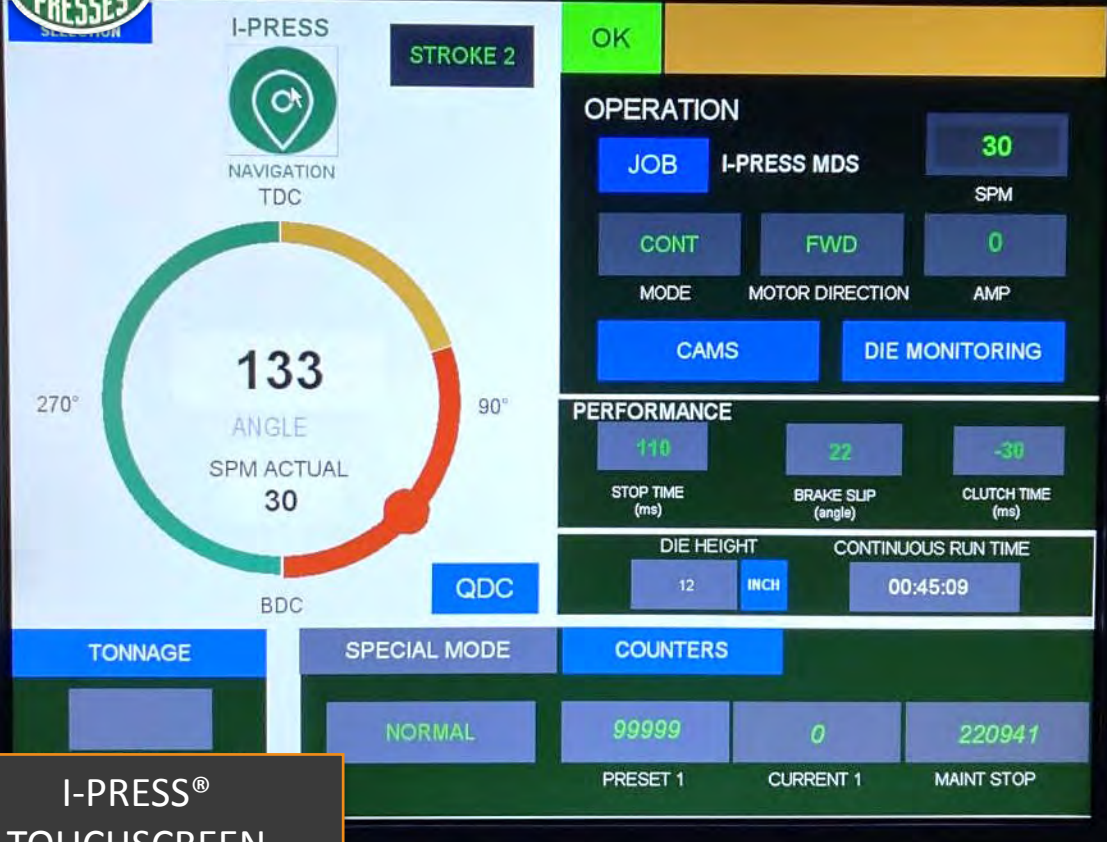 PRESSES
SELECTION
I-PRESS
NAVIGATION
STROKE 2
TDC
270°
90°
133
ANGLE
SPM ACTUAL
30
BDC
QDC
OK
OPERATION
JOB
I-PRESS MDS
30
SPM
CONT
FWD
0
MODE
MOTOR DIRECTION
AMP
CAMS
DIE MONITORING
PERFORMANCE
110
22
-30
STOP TIME
(ms)
BRAKE SLIP
(angle)
CLUTCH TIME
(ms)
DIE HEIGHT
CONTINUOUS RUN TIME
12
INCH
00:45:09
TONNAGE
SPECIAL MODE
COUNTERS
NORMAL
99999
0
220941
PRESET 1
CURRENT 1
MAINT STOP
I-PRESS®
TOUCHSCREEN